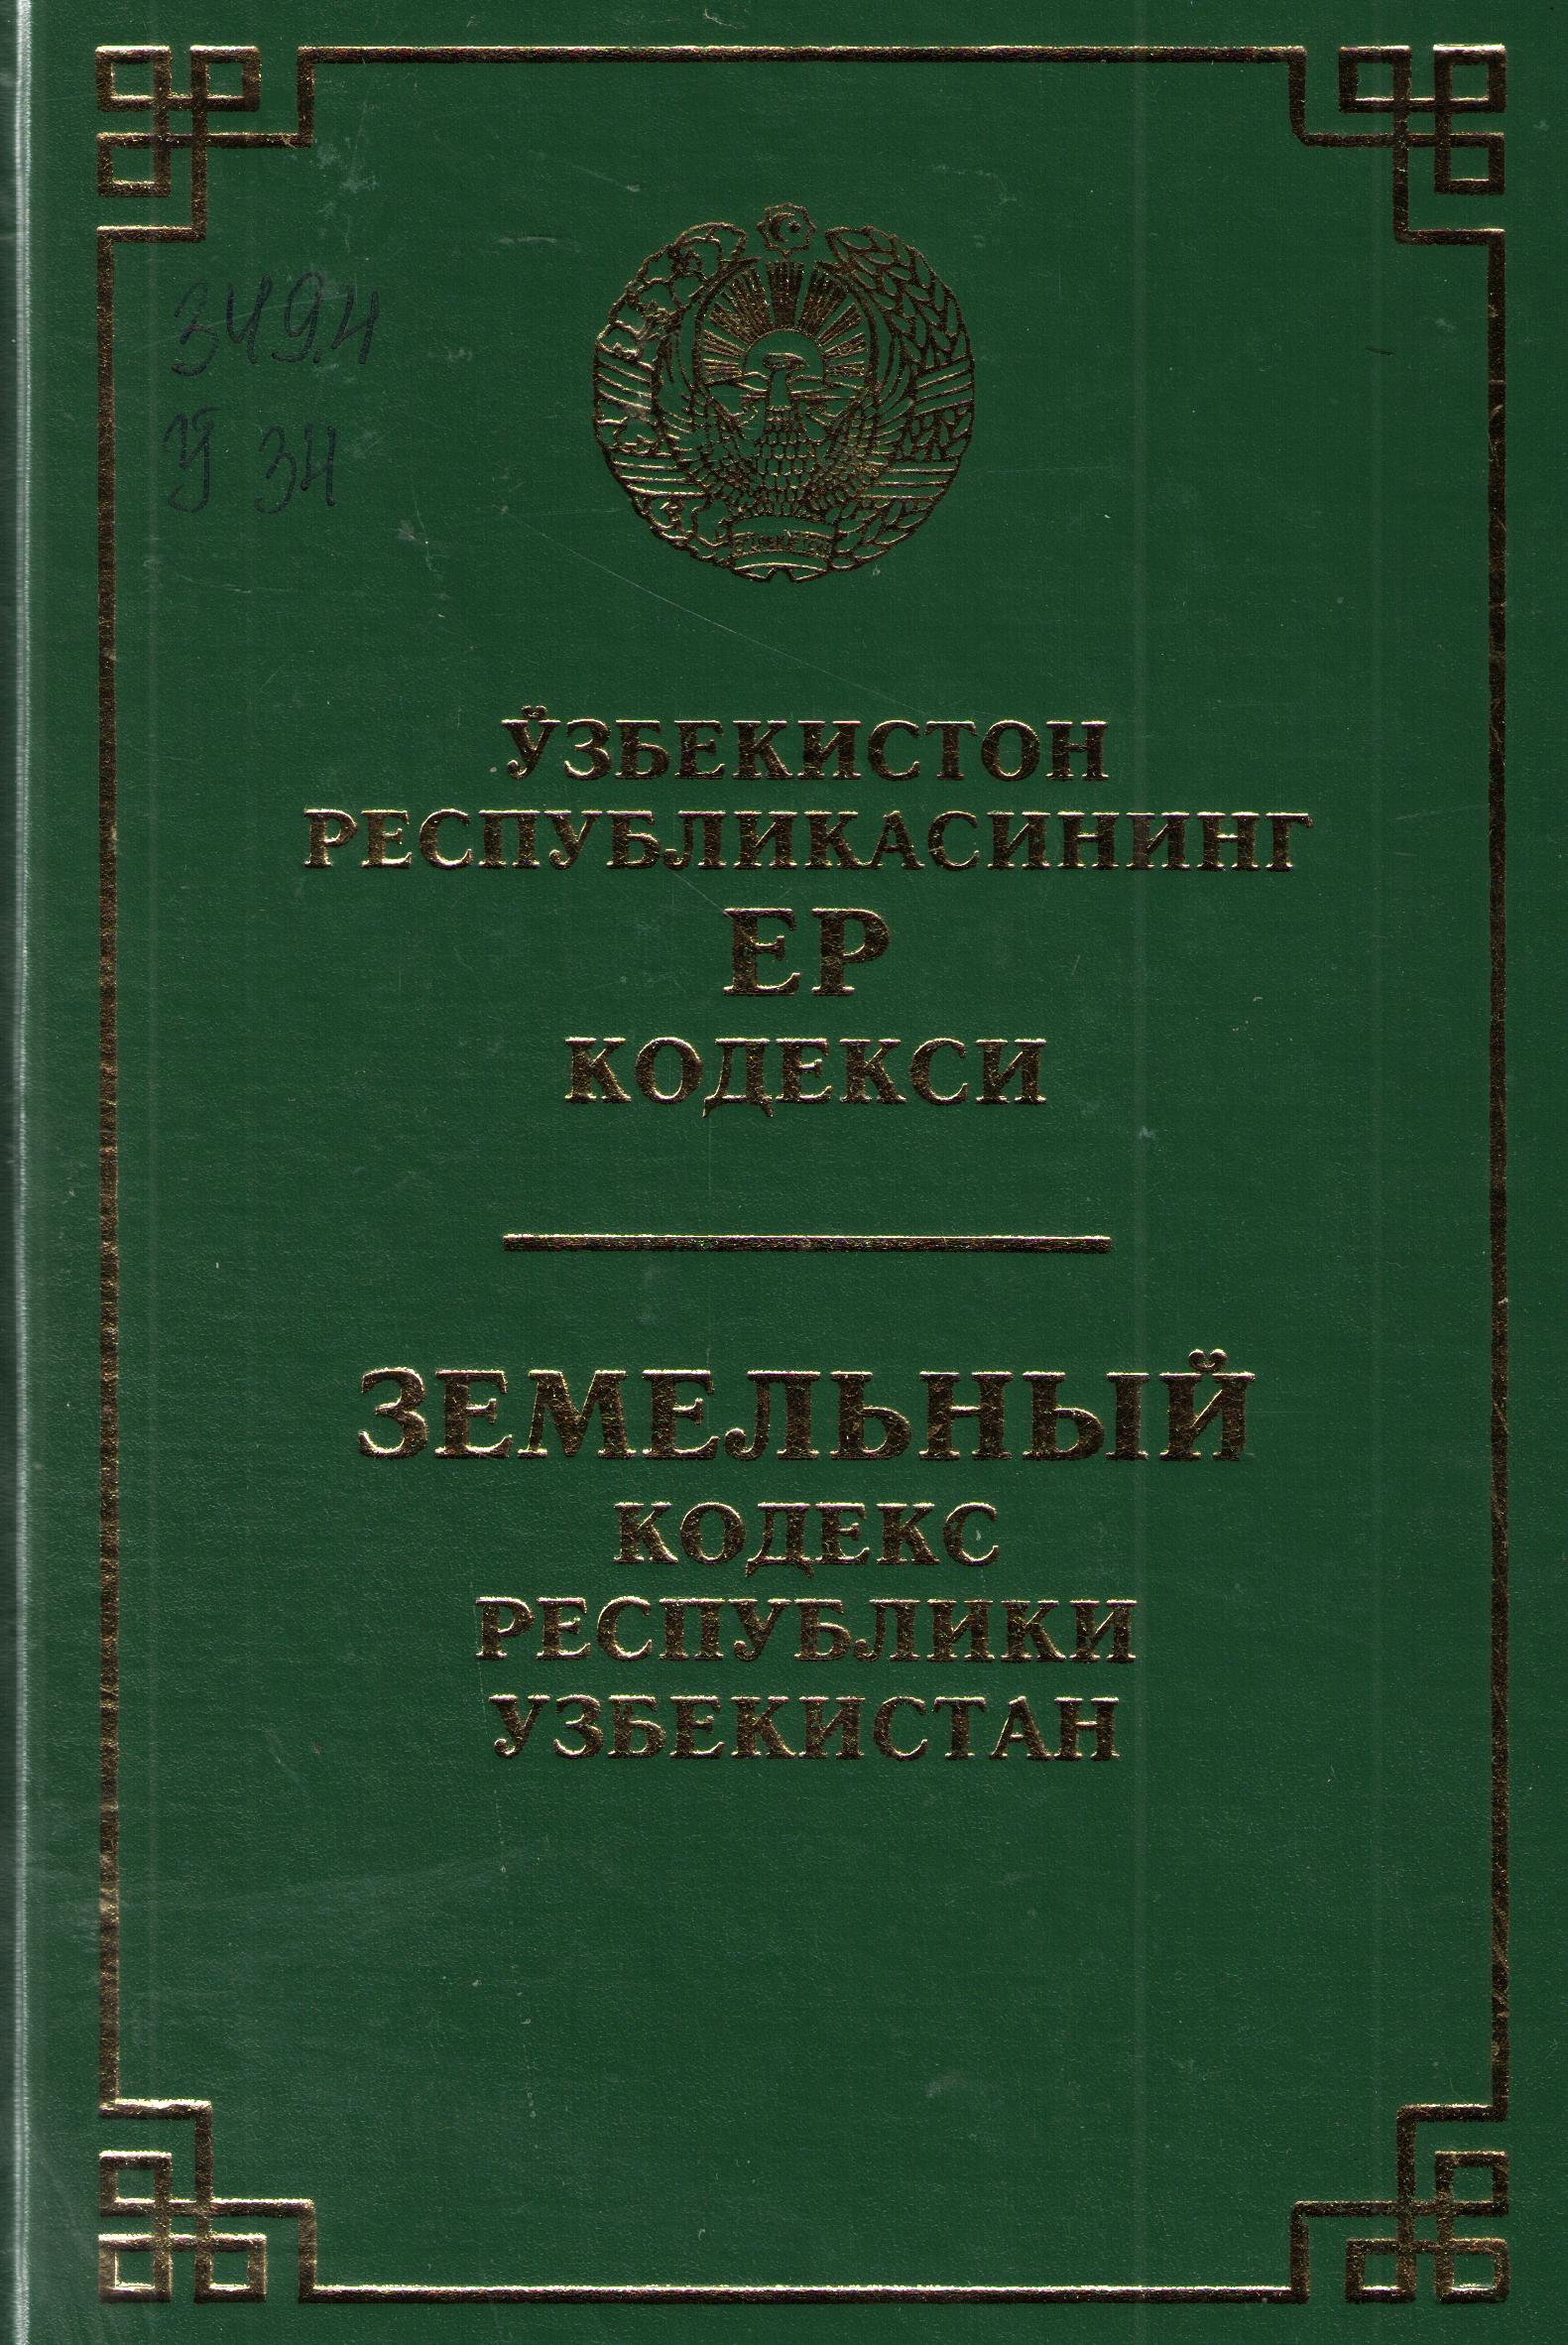 349.4
Ў 34
ЎЗБЕКИСТОН
РЕСПУБЛИКАСИНИНГ
ЕР
КОДЕКСИ
ЗЕМЕЛЬНЫЙ
КОДЕКС
РЕСПУБЛИКИ
УЗБЕКИСТАН